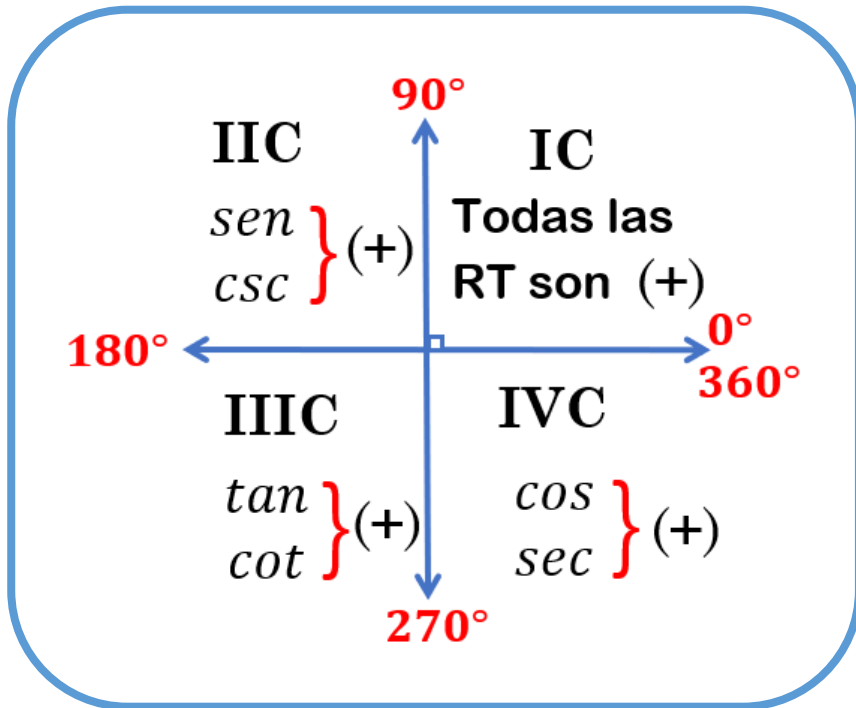 90°
IIC
sen
csc
(+)
IC
Todas las
RT son (+)
180°
0°
360°
IIIC
tan
cot
(+)
IVC
cos
sec
(+)
270°